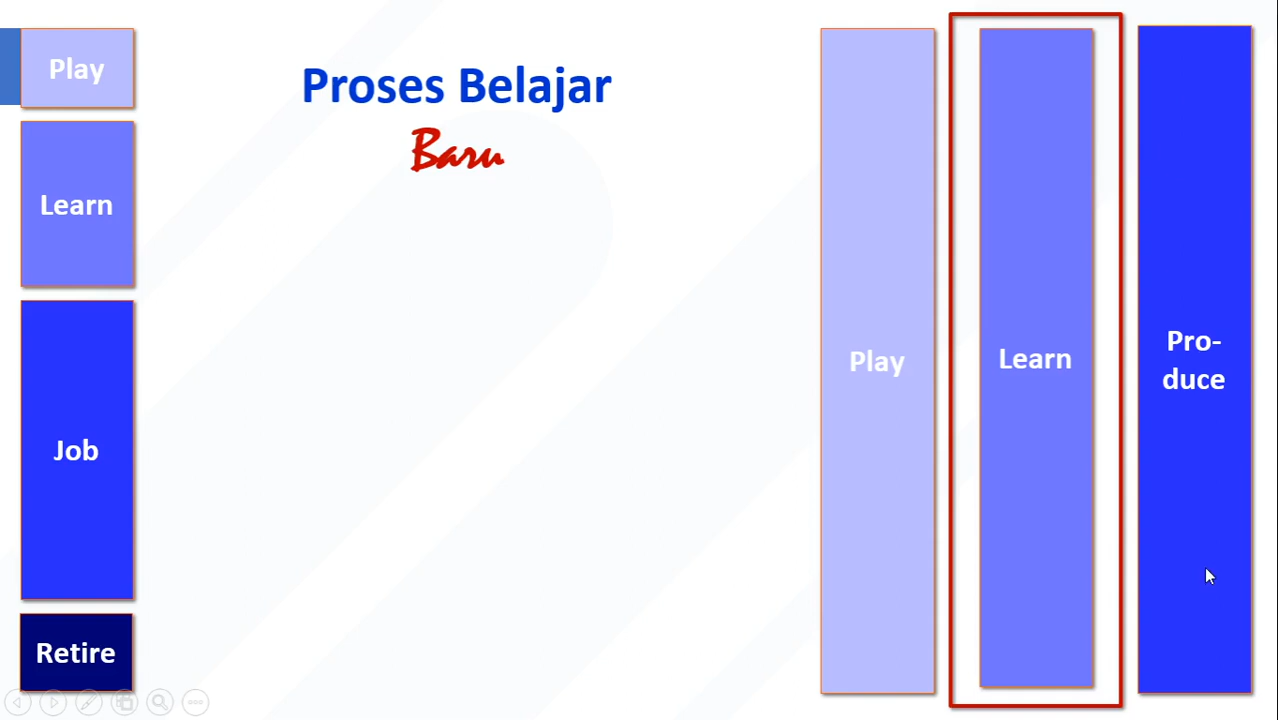 Proses Belajar
Baru
Play
Learn
Job
Retire
Play
Learn
Pro-
duce